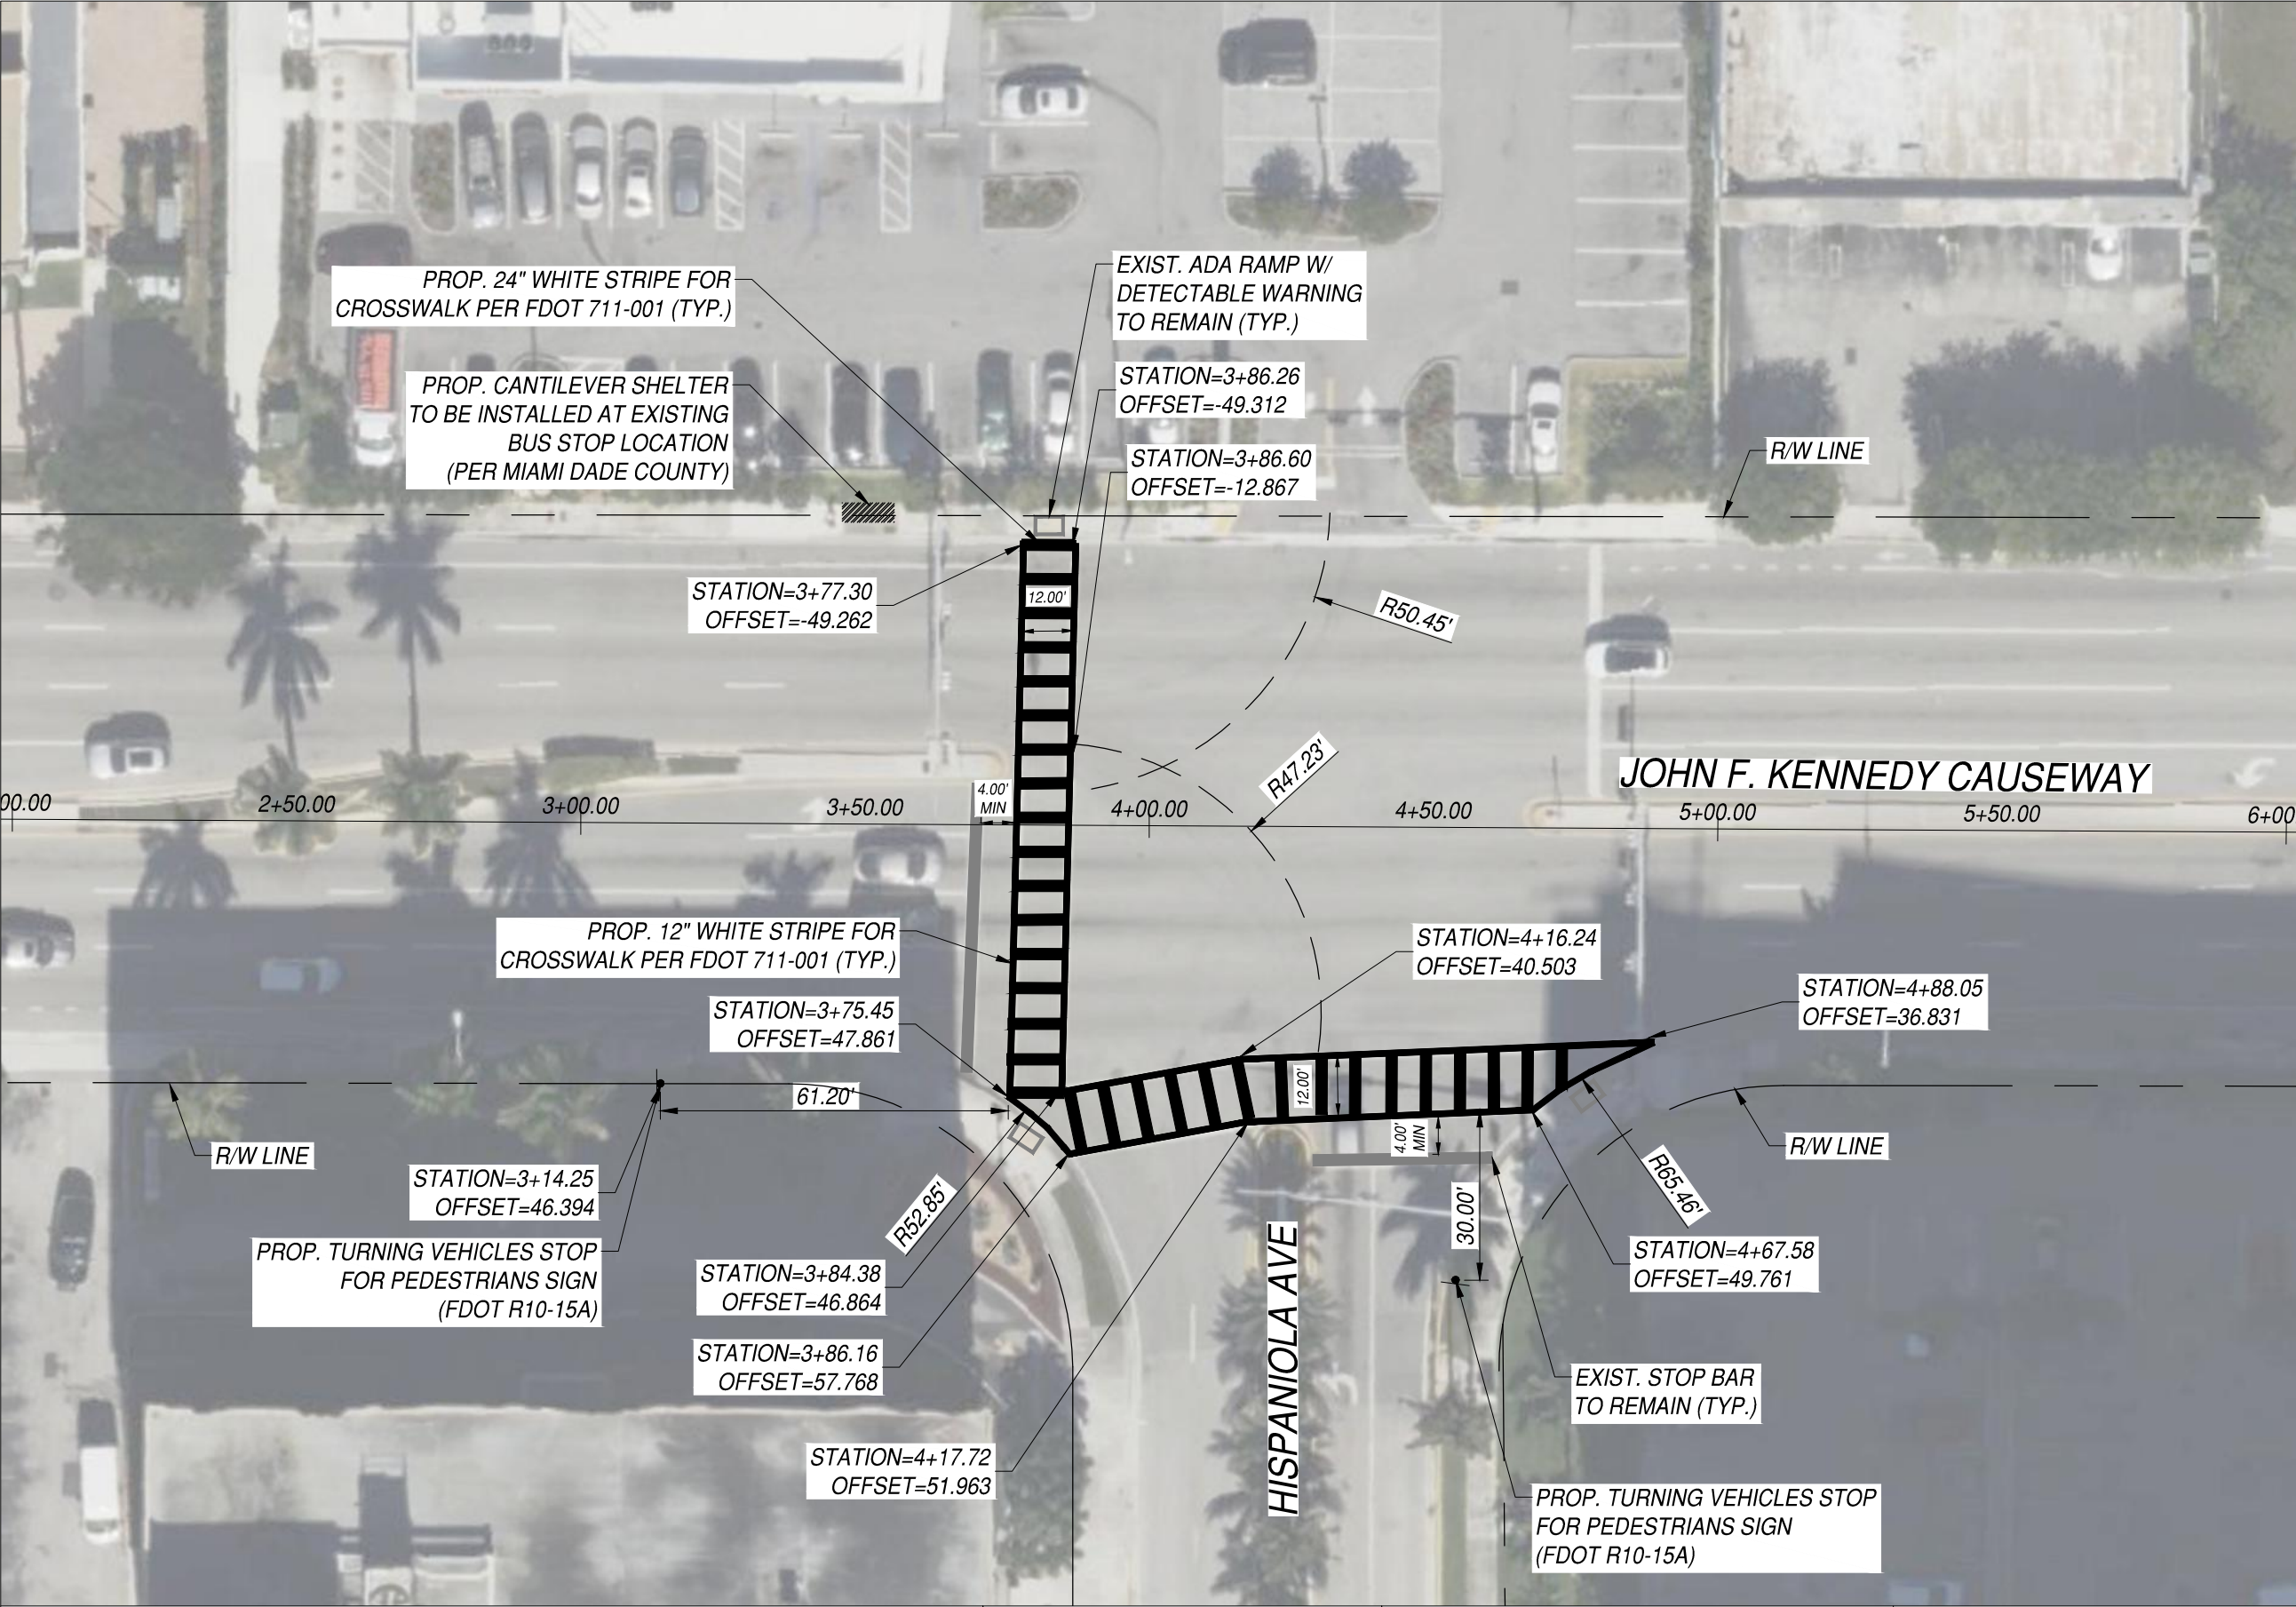 PROP. 24" WHITE STRIPE FOR
CROSSWALK PER FDOT 711-001 (TYP.)
EXIST. ADA RAMP W/
DETECTABLE WARNING
TO REMAIN (TYP.)
PROP. CANTILEVER SHELTER
TO BE INSTALLED AT EXISTING
BUS STOP LOCATION
(PER MIAMI DADE COUNTY)
STATION=3+86.26
OFFSET=-49.312
STATION=3+86.60
OFFSET=-12.867
R/W LINE
STATION=3+77.30
OFFSET=-49.262
12.00'
R50.45'
R47.23'
JOHN F. KENNEDY CAUSEWAY
4.00'
MIN
00.00
2+50.00
3+00.00
3+50.00
4+00.00
4+50.00
5+00.00
5+50.00
6+00
PROP. 12" WHITE STRIPE FOR
CROSSWALK PER FDOT 711-001 (TYP.)
STATION=4+16.24
OFFSET=40.503
STATION=4+88.05
OFFSET=36.831
STATION=3+75.45
OFFSET=47.861
61.20'
12.00'
4.00'
MIN
R/W LINE
R/W LINE
STATION=3+14.25
OFFSET=46.394
R52.85'
30.00'
R65.46'
PROP. TURNING VEHICLES STOP
FOR PEDESTRIANS SIGN
(FDOT R10-15A)
STATION=3+84.38
OFFSET=46.864
STATION=4+67.58
OFFSET=49.761
HISPANIOLA AVE
STATION=3+86.16
OFFSET=57.768
EXIST. STOP BAR
TO REMAIN (TYP.)
STATION=4+17.72
OFFSET=51.963
PROP. TURNING VEHICLES STOP
FOR PEDESTRIANS SIGN
(FDOT R10-15A)